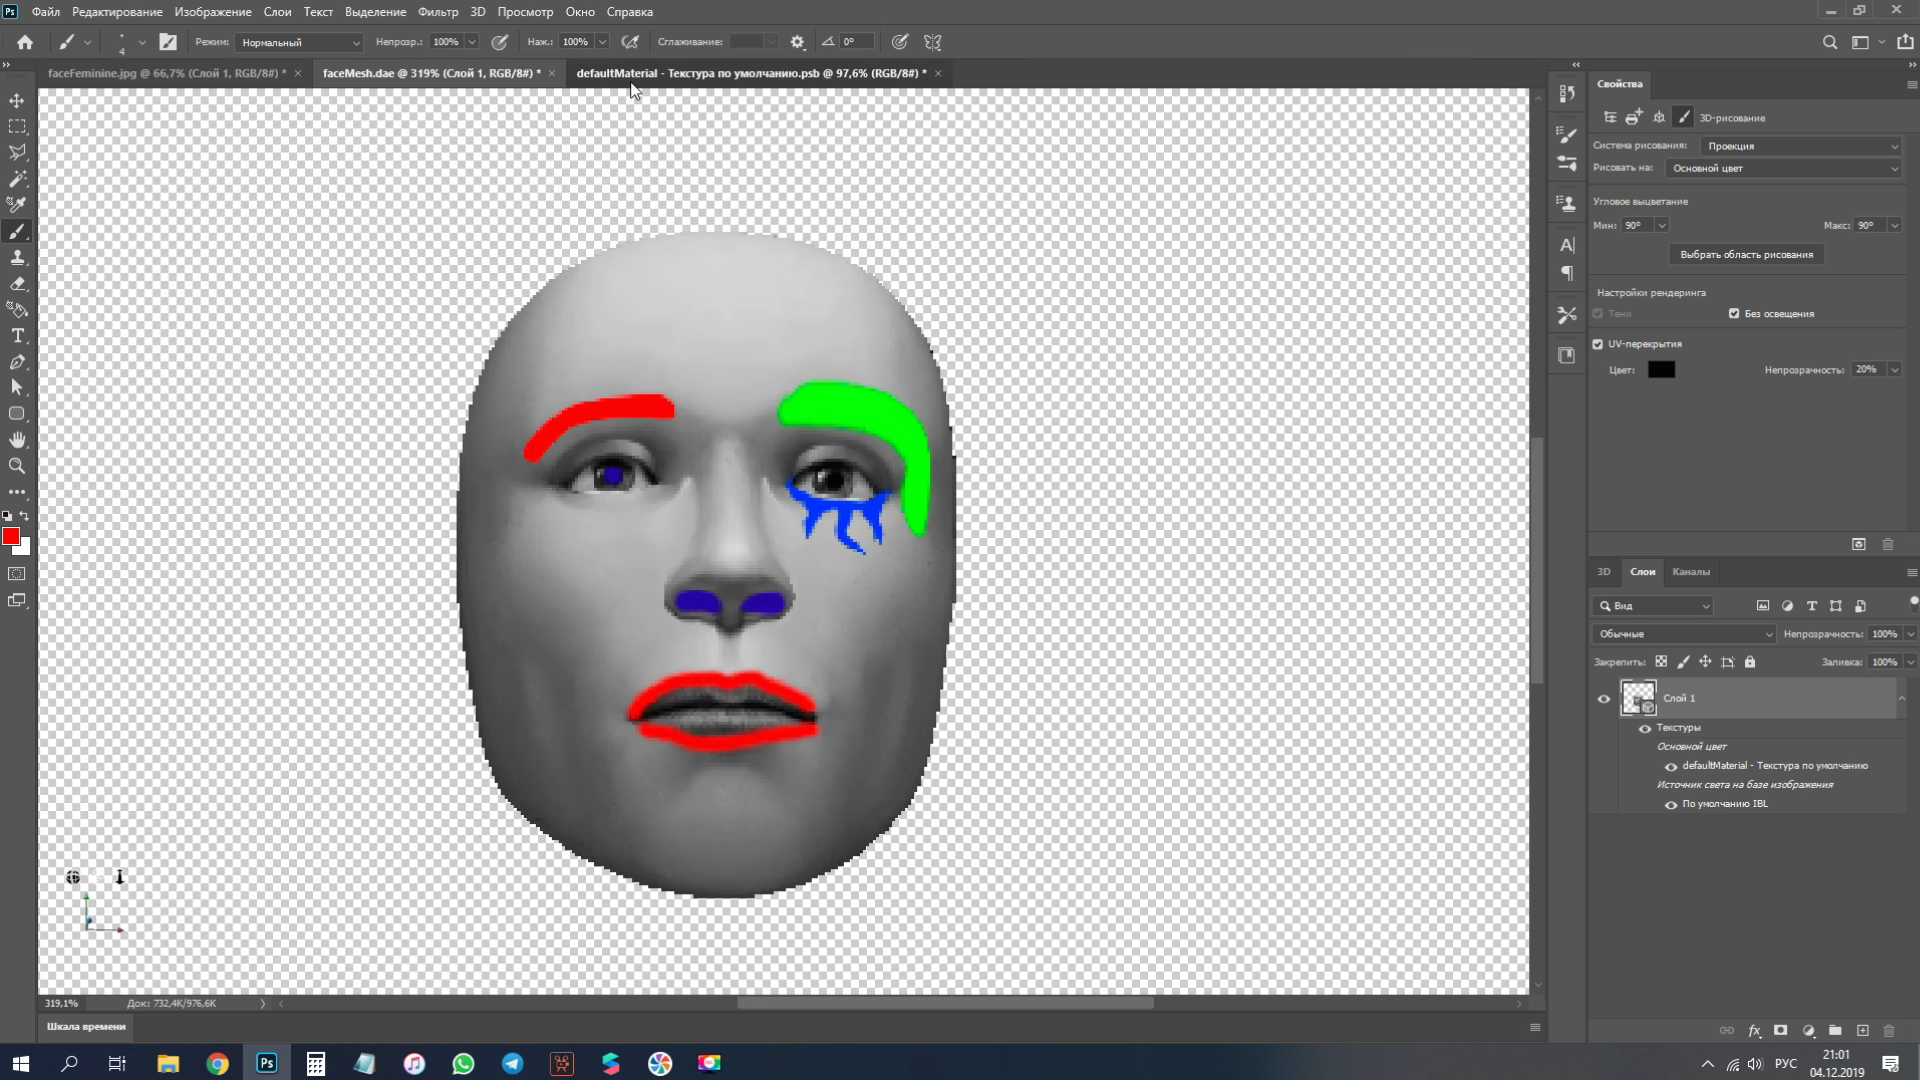 Ps Файл Редактирование Изображение Слои Текст Выделение Фильтр 3D Просмотр Окно Справка
4 Режим: Нормальный Непрозр.: 100% Наж.: 100% Сглаживание: 0°
faceFeminine.jpg @ 66,7% (Слой 1, RGB/8#) * faceMesh.dae @ 319% (Слой 1, RGB/8#) * defaultMaterial - Текстура по умолчанию.psb @ 97,6% (RGB/8#) *
Свойства
3D-рисование
Система рисования: Проекция
Рисовать на: Основной цвет
Угловое выцветание
Мин: 90° Макс: 90°
Выбрать область рисования
Настройки рендеринга
Тени Без освещения
UV-перекрытия
Цвет: Непрозрачность: 20%
3D Слои Каналы
Вид
Обычные Непрозрачность: 100%
Закрепить: Заливка: 100%
Слой 1
Текстуры
Основной цвет
defaultMaterial - Текстура по умолчанию
Источник света на базе изображения
По умолчанию IBL
319,1% Док: 732,4K/976,6K
Шкала времени
Ps РУС 21:01
04.12.2019